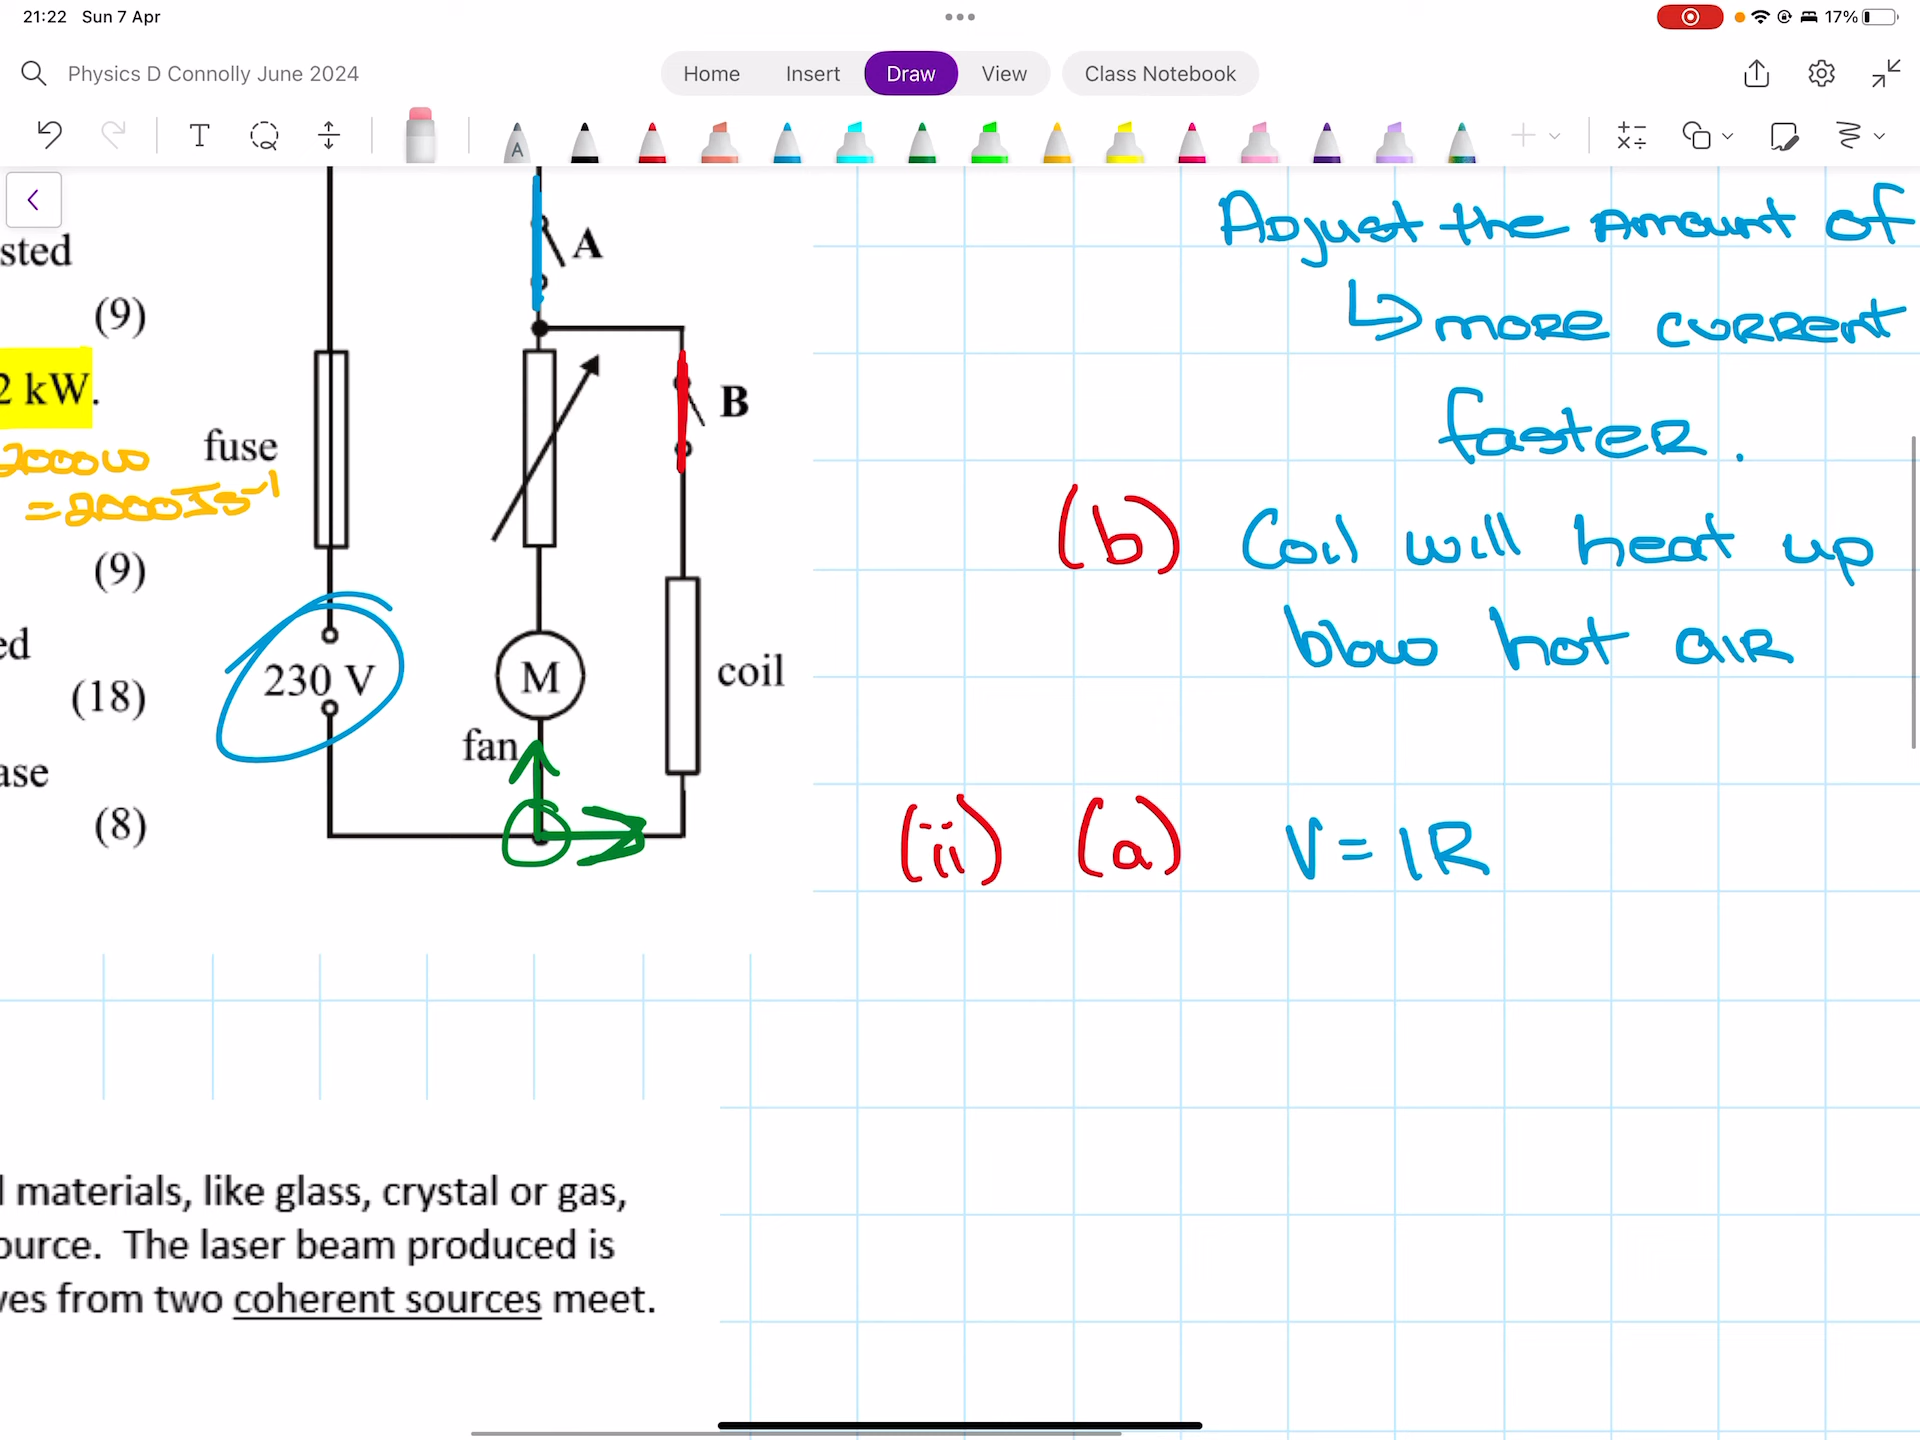 21:22 Sun 7 Apr
17%
Physics D Connolly June 2024
Home Insert Draw View Class Notebook
T
A
sted
(9)
2 kW.
2000W
= 2000Js⁻¹
(9)
ed
(18)
ase
(8)
A
B
fuse
230 V
M
fan
coil
Adjust the Amount of
↳ more current
faster.
(b) Coil will heat up
blow hot air
(ii) (a) V = IR
l materials, like glass, crystal or gas,
ource. The laser beam produced is
ves from two coherent sources meet.